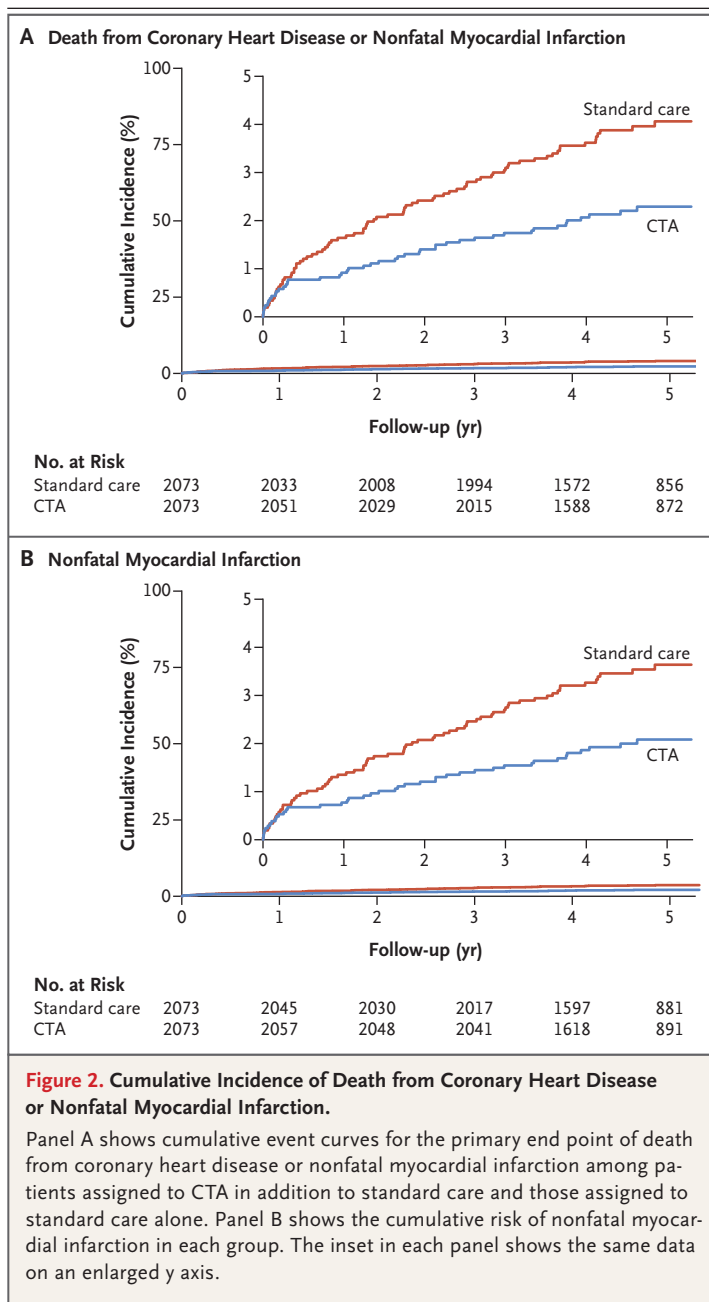 A Death from Coronary Heart Disease or Nonfatal Myocardial Infarction
Cumulative Incidence (%)
100
75
50
25
0
5
4
3
2
1
0
0 1 2 3 4 5
Standard care
CTA
0 1 2 3 4 5
Follow-up (yr)
No. at Risk
Standard care 2073 2033 2008 1994 1572 856
CTA 2073 2051 2029 2015 1588 872
B Nonfatal Myocardial Infarction
Cumulative Incidence (%)
100
75
50
25
0
5
4
3
2
1
0
0 1 2 3 4 5
Standard care
CTA
0 1 2 3 4 5
Follow-up (yr)
No. at Risk
Standard care 2073 2045 2030 2017 1597 881
CTA 2073 2057 2048 2041 1618 891
Figure 2. Cumulative Incidence of Death from Coronary Heart Disease
or Nonfatal Myocardial Infarction.
Panel A shows cumulative event curves for the primary end point of death
from coronary heart disease or nonfatal myocardial infarction among pa-
tients assigned to CTA in addition to standard care and those assigned to
standard care alone. Panel B shows the cumulative risk of nonfatal myocar-
dial infarction in each group. The inset in each panel shows the same data
on an enlarged y axis.